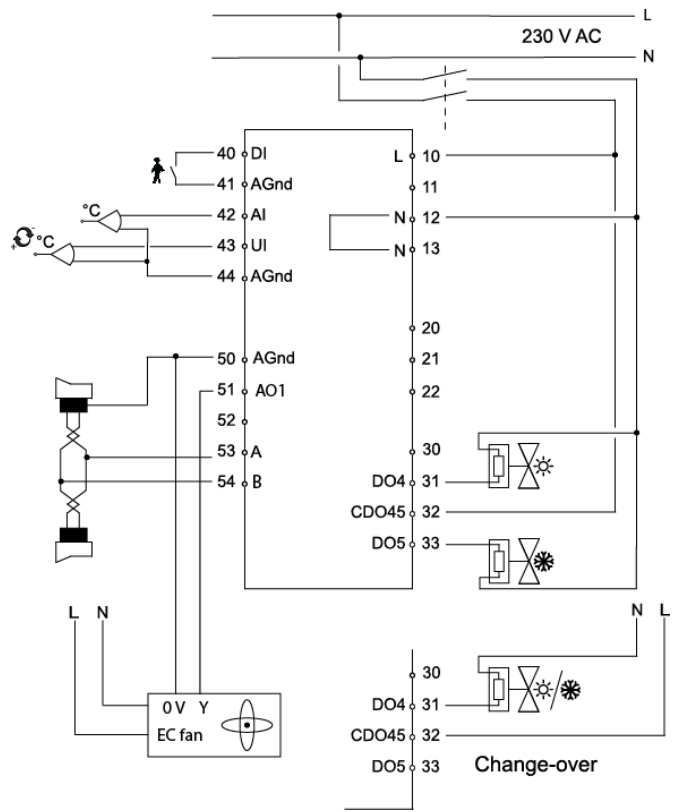 L
230 V AC
N
40 DI
L 10
41 AGnd
11
°C
42 AI
N 12
°C
43 UI
N 13
44 AGnd
20
50 AGnd
21
51 AO1
22
52
30
53 A
DO4 31
54 B
CDO45 32
DO5 33
L N
N L
30
0 V Y
DO4 31
EC fan
CDO45 32
DO5 33
Change-over